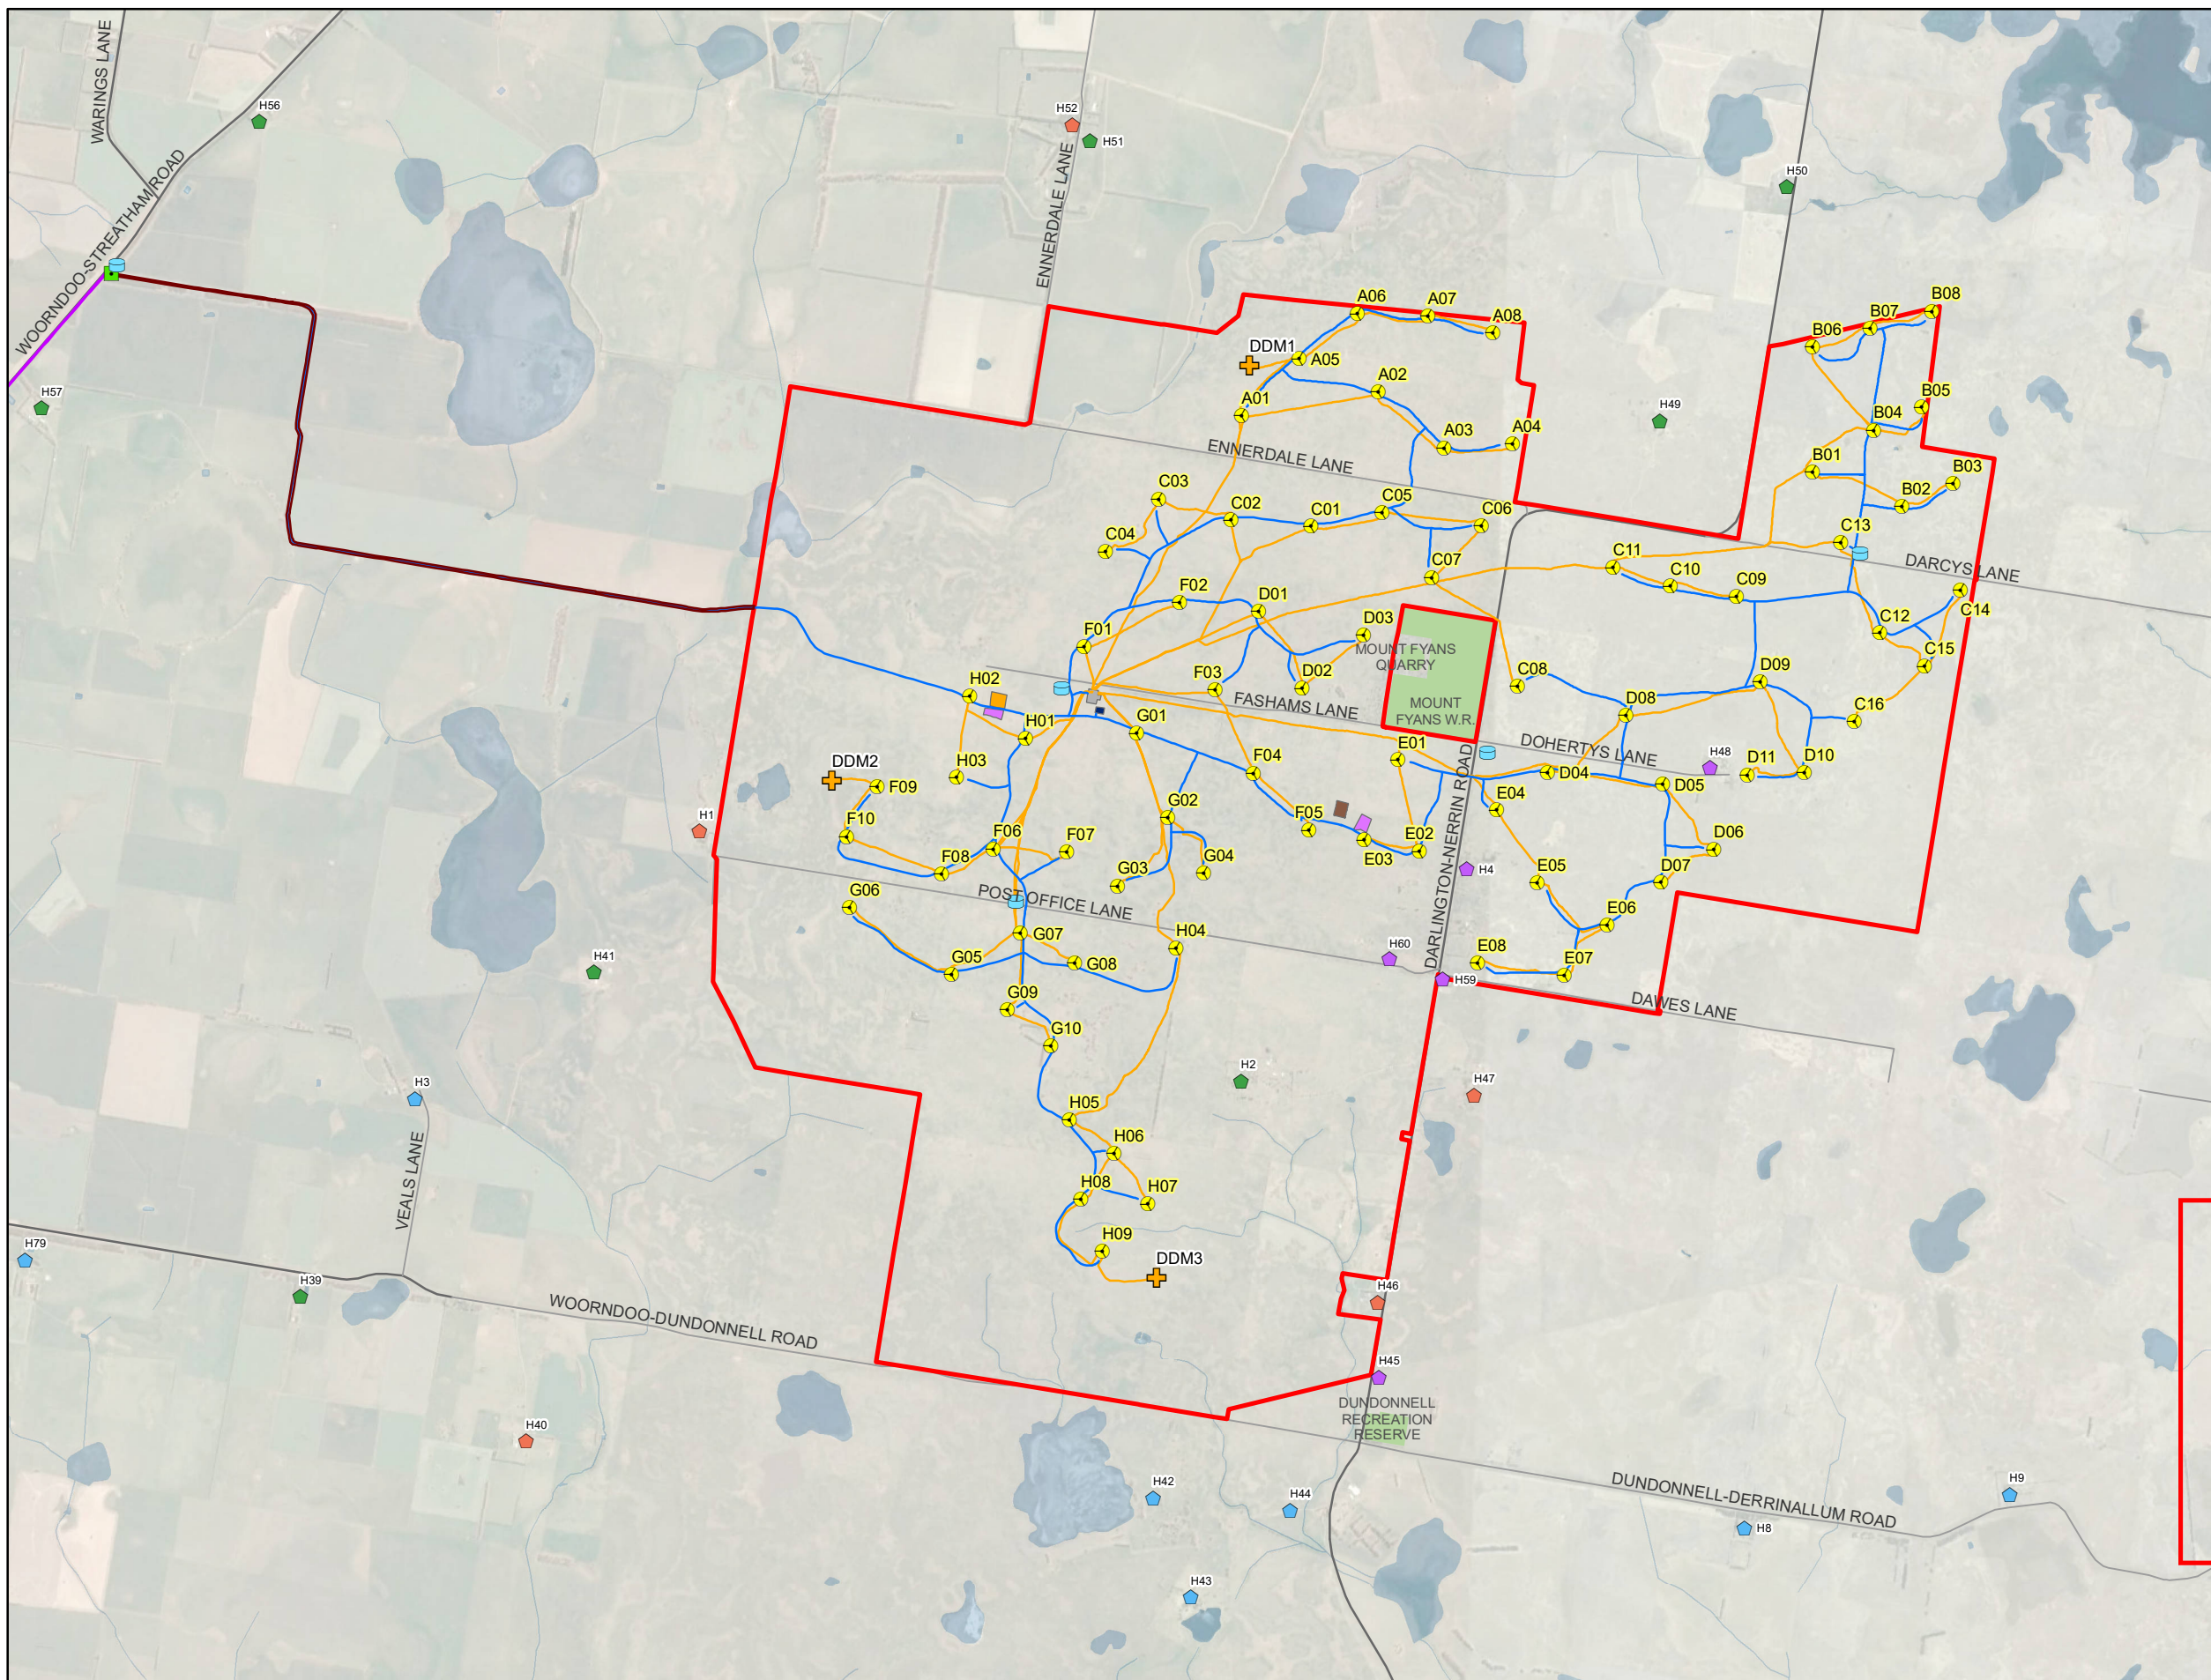 WARINGS LANE
H56
H52
H51
ENNERDALE LANE
H50
WOORNDOO-STREATHAM ROAD
H57
A06
A07
A08
DDM1
A05
A02
A01
A03
A04
ENNERDALE LANE
H49
B06
B07
B08
B05
B04
B01
B03
B02
C03
C02
C01
C05
C06
C04
C07
C13
C11
C10
C09
DARCYS LANE
C14
C12
C15
C16
F02
D01
F01
D03
MOUNT FYANS
QUARRY
D02
F03
MOUNT
FYANS W.R.
C08
D09
D08
H02
FASHAMS LANE
G01
H01
DOHERTYS LANE
H48
D11
D10
E01
D04
D05
DDM2
H03
F04
F09
H1
F10
F06
F07
G02
F05
E02
E03
E04
D06
DARLINGTON-NERRIN ROAD
H4
E05
D07
F08
G03
G04
G06
POST OFFICE LANE
E06
G07
H04
H60
E08
E07
H59
H41
G05
G08
G09
DAWES LANE
G10
H3
H2
H47
H05
VEALS LANE
H06
H08
H07
H09
DDM3
H79
H39
H46
WOORNDOO-DUNDONNELL ROAD
H45
DUNDONNELL
RECREATION
RESERVE
H40
H42
H44
DUNDONNELL-DERRINALLUM ROAD
H9
H8
H43